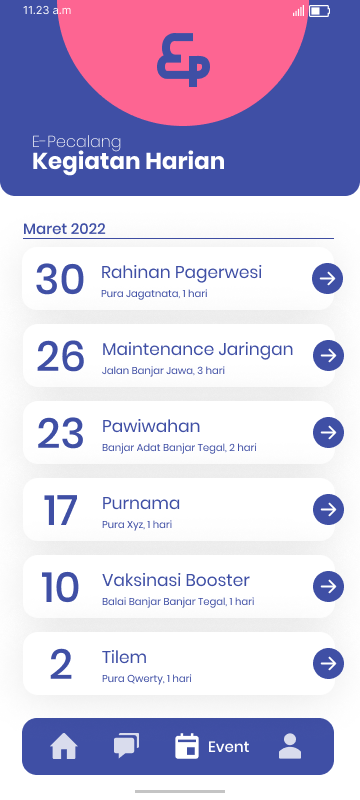 11.23 a.m
Ep
E-Pecalang
Kegiatan Harian
Maret 2022
30
Rahinan Pagerwesi
Pura Jagatnata, 1 hari
26
Maintenance Jaringan
Jalan Banjar Jawa, 3 hari
23
Pawiwahan
Banjar Adat Banjar Tegal, 2 hari
17
Purnama
Pura Xyz, 1 hari
10
Vaksinasi Booster
Balai Banjar Banjar Tegal, 1 hari
2
Tilem
Pura Qwerty, 1 hari
Event